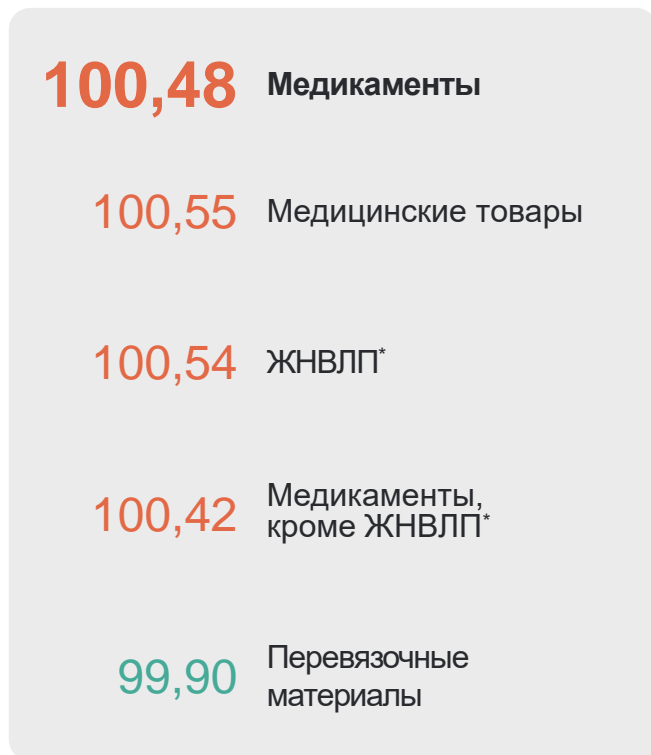 100,48 Медикаменты
100,55 Медицинские товары
100,54 ЖНВЛП*
100,42 Медикаменты,
кроме ЖНВЛП*
99,90 Перевязочные
материалы